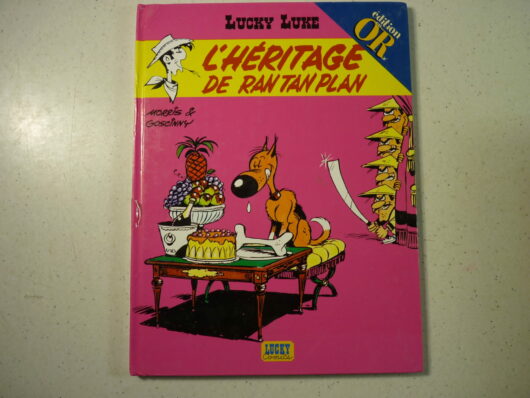 LUCKY LUKE
édition
OR
L'HÉRITAGE
DE RAN TAN PLAN
MORRIS &
GOSCINNY
LUCKY
Comics